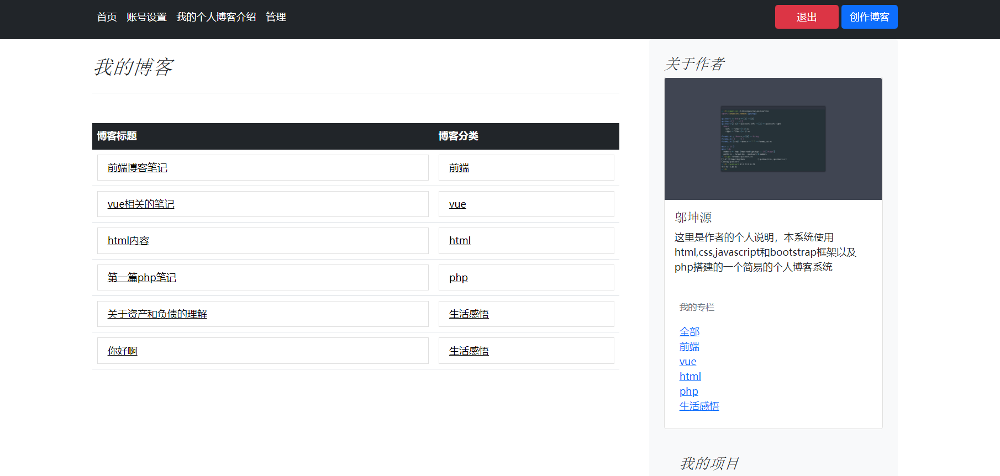 首页 账号设置 我的个人博客介绍 管理 退出 创作博客
我的博客
博客标题 博客分类
前端博客笔记 前端
vue相关的笔记 vue
html内容 html
第一篇php笔记 php
关于资产和负债的理解 生活感悟
你好啊 生活感悟
关于作者
邬坤源
这里是作者的个人说明，本系统使用
html,css,javascript和bootstrap框架以及
php搭建的一个简易的个人博客系统
我的专栏
全部
前端
vue
html
php
生活感悟
我的项目